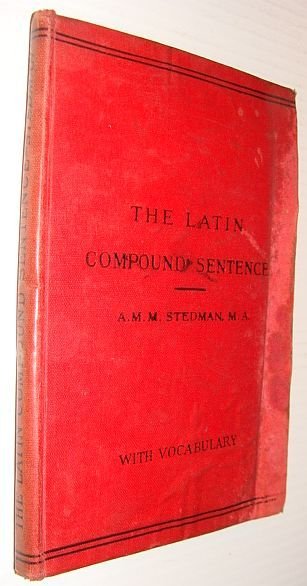 THE LATIN
COMPOUND SENTENCE
A.M.M. STEDMAN, M.A.
WITH VOCABULARY
THE LATIN COMPOUND SENTENCE